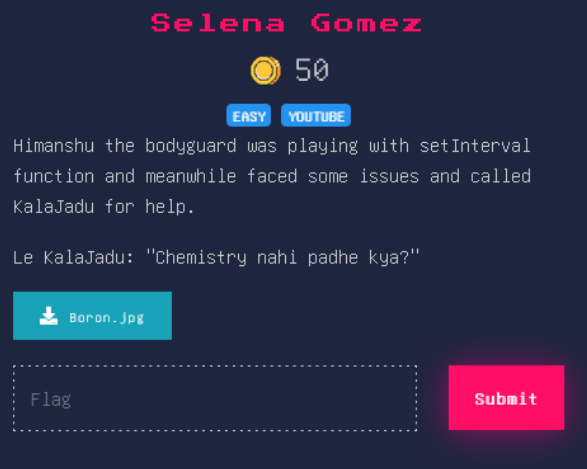 Selena Gomez
50
EASY YOUTUBE
Himanshu the bodyguard was playing with setInterval
function and meanwhile faced some issues and called
KalaJadu for help.
Le KalaJadu: "Chemistry nahi padhe kya?"
Boron.jpg
Flag
Submit